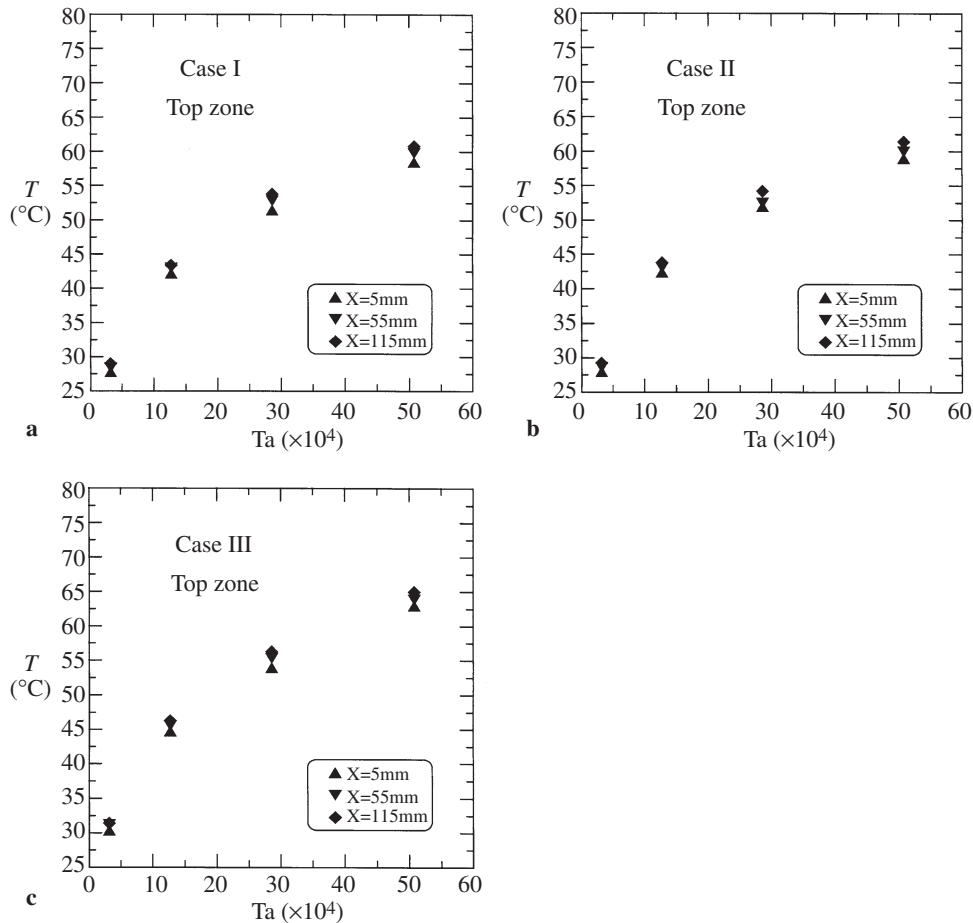 80
75
70
65
60
55
50
45
40
35
30
25
T
(°C)
Case I
Top zone
X=5mm
X=55mm
X=115mm
0 10 20 30 40 50 60
Ta (×10⁴)
a
80
75
70
65
60
55
50
45
40
35
30
25
T
(°C)
Case II
Top zone
X=5mm
X=55mm
X=115mm
0 10 20 30 40 50 60
Ta (×10⁴)
b
80
75
70
65
60
55
50
45
40
35
30
25
T
(°C)
Case III
Top zone
X=5mm
X=55mm
X=115mm
0 10 20 30 40 50 60
Ta (×10⁴)
c